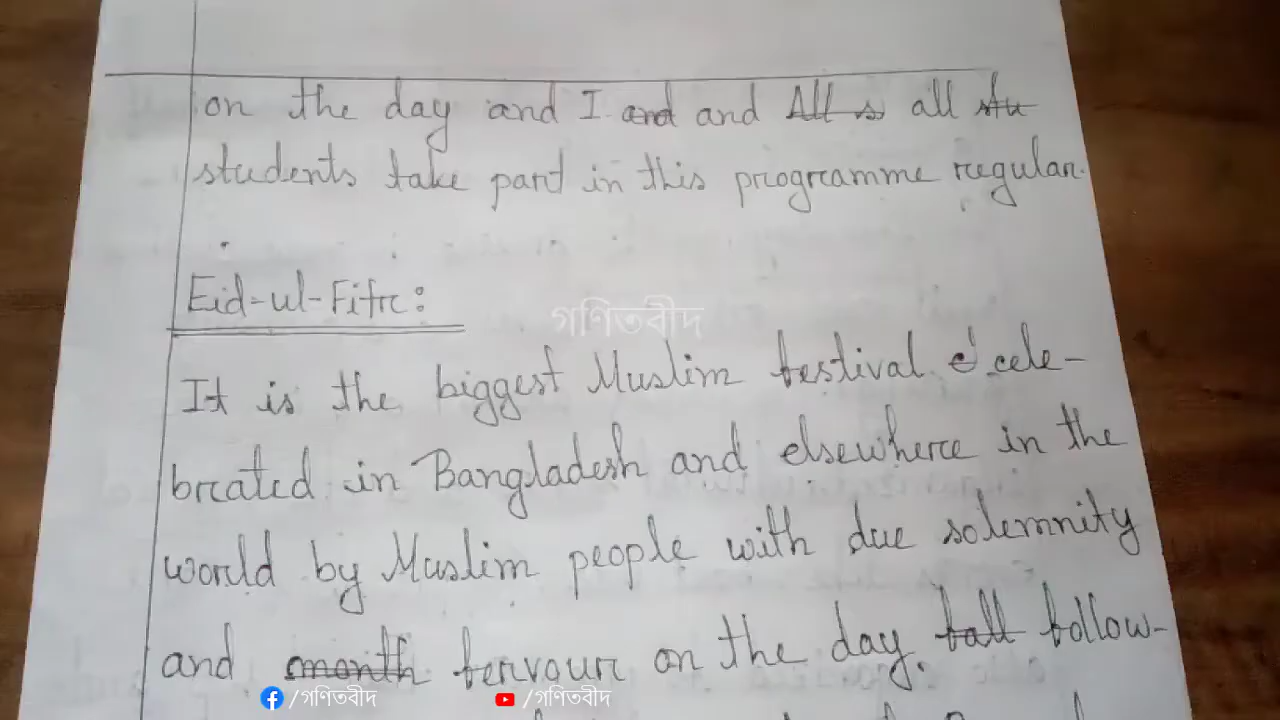 on the day and I and and All s all stu
students take part in this programme regular.
Eid-ul-Fitr:
গণিতবীদ
It is the biggest Muslim festival e cele-
brated in Bangladesh and elsewhere in the
world by Muslim people with due solemnity
and month fervour on the day. fall follow-
/গণিতবীদ /গণিতবীদ